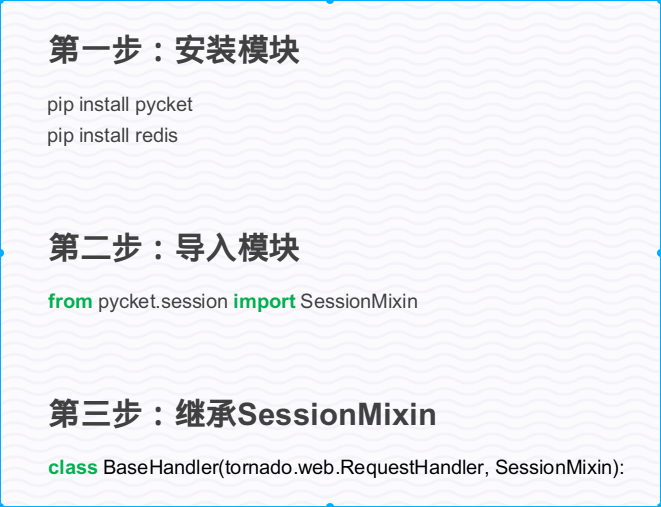 第一步：安装模块
pip install pycket
pip install redis
第二步：导入模块
from pycket.session import SessionMixin
第三步：继承SessionMixin
class BaseHandler(tornado.web.RequestHandler, SessionMixin):